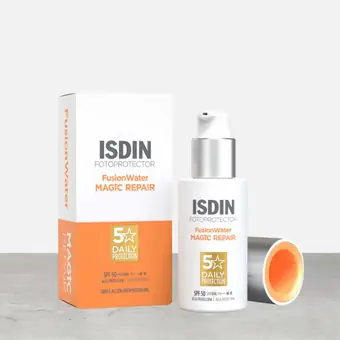 FusionWater
MAGIC
ISDIN
FOTOPROTECTOR
FusionWater
MAGIC REPAIR
5
DAILY
PROTECTION
SPF 50
ISDIN
FOTOPROTECTOR
FusionWater
MAGIC REPAIR
5
DAILY
PROTECTION
SPF 50